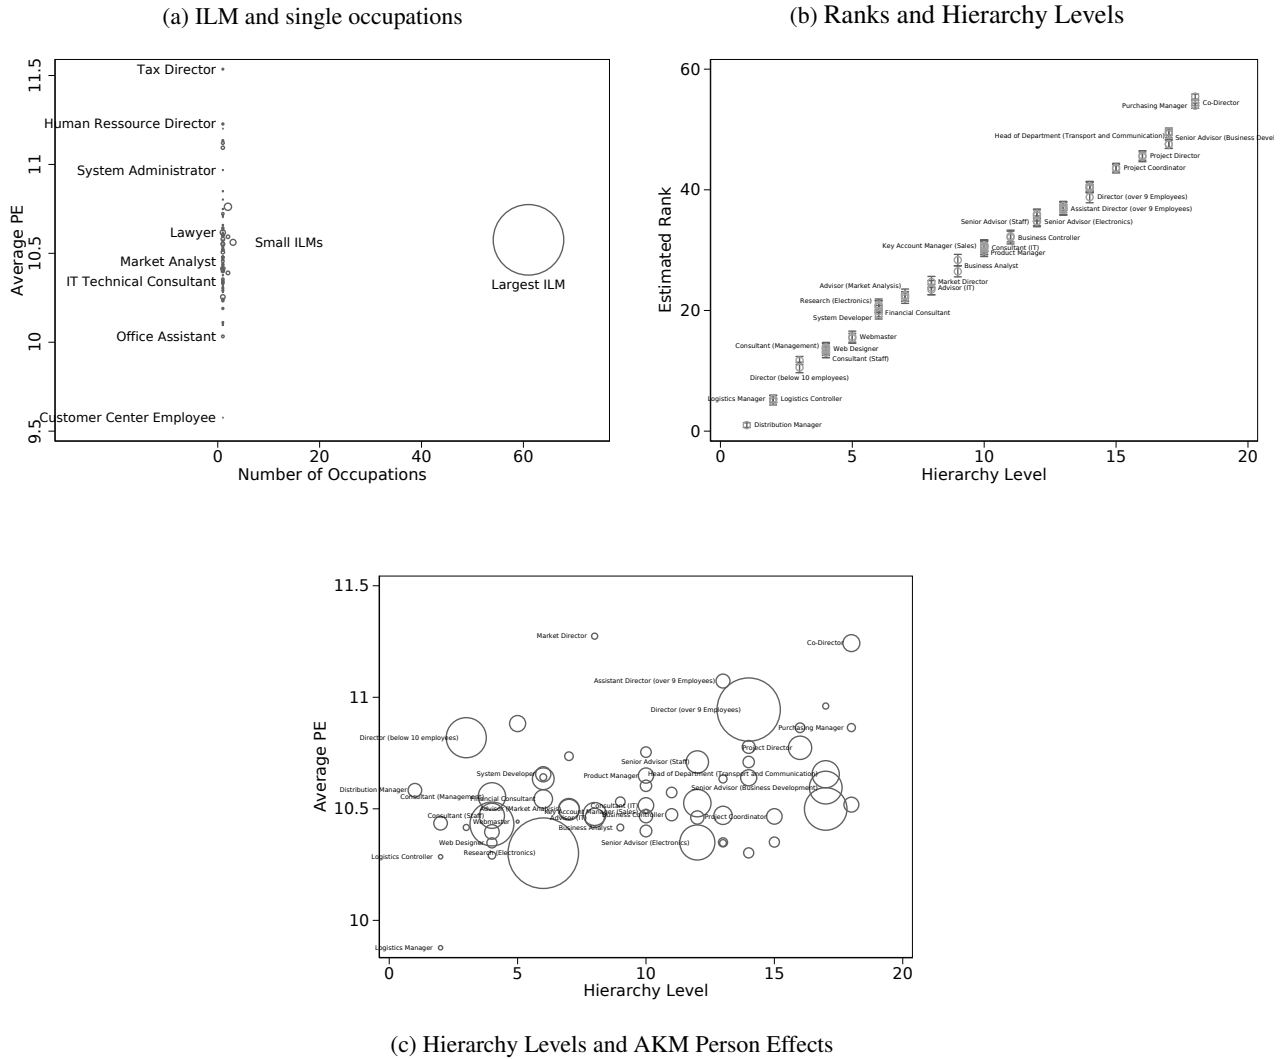 (a) ILM and single occupations
11.5
11
10.5
10
9.5
Average PE
Tax Director
Human Ressource Director
System Administrator
Lawyer
Small ILMs
Market Analyst
IT Technical Consultant
Largest ILM
Office Assistant
Customer Center Employee
0
20
40
60
Number of Occupations
(b) Ranks and Hierarchy Levels
60
40
20
0
Estimated Rank
Purchasing Manager
Co-Director
Head of Department (Transport and Communication)
Senior Advisor (Business Devel
Project Director
Project Coordinator
Director (over 9 Employees)
Assistant Director (over 9 Employees)
Senior Advisor (Staff)
Senior Advisor (Electronics)
Business Controller
Key Account Manager (Sales)
Consultant (IT)
Product Manager
Business Analyst
Market Director
Advisor (IT)
Advisor (Market Analysis)
Research (Electronics)
Financial Consultant
System Developer
Webmaster
Consultant (Management)
Web Designer
Consultant (Staff)
Director (below 10 employees)
Logistics Manager
Logistics Controller
Distribution Manager
0
5
10
15
20
Hierarchy Level
11.5
11
10.5
10
Average PE
Market Director
Co-Director
Assistant Director (over 9 Employees)
Director (over 9 Employees)
Purchasing Manager
Director (below 10 employees)
Project Director
Senior Advisor (Staff)
System Developer
Product Manager
Head of Department (Transport and Communication)
Distribution Manager
Senior Advisor (Business Development)
Consultant (Management)
Financial Consultant
Consultant (IT)
Advisor (Market Analysis)
Key Account Manager (Sales)
Consultant (Staff)
Business Controller
Project Coordinator
Advisor (IT)
Webmaster
Business Analyst
Web Designer
Senior Advisor (Electronics)
Research (Electronics)
Logistics Controller
Logistics Manager
0
5
10
15
20
Hierarchy Level
(c) Hierarchy Levels and AKM Person Effects